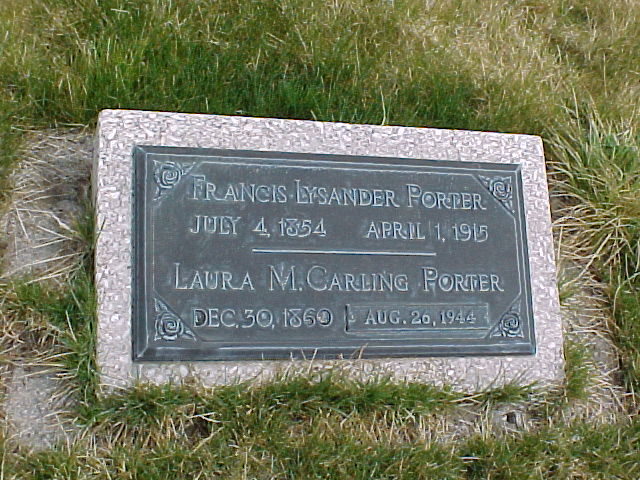 FRANCIS LYSANDER PORTER
JULY 4, 1854 APRIL 1, 1915
LAURA M. CARLING PORTER
DEC. 30, 1860 AUG. 26, 1944